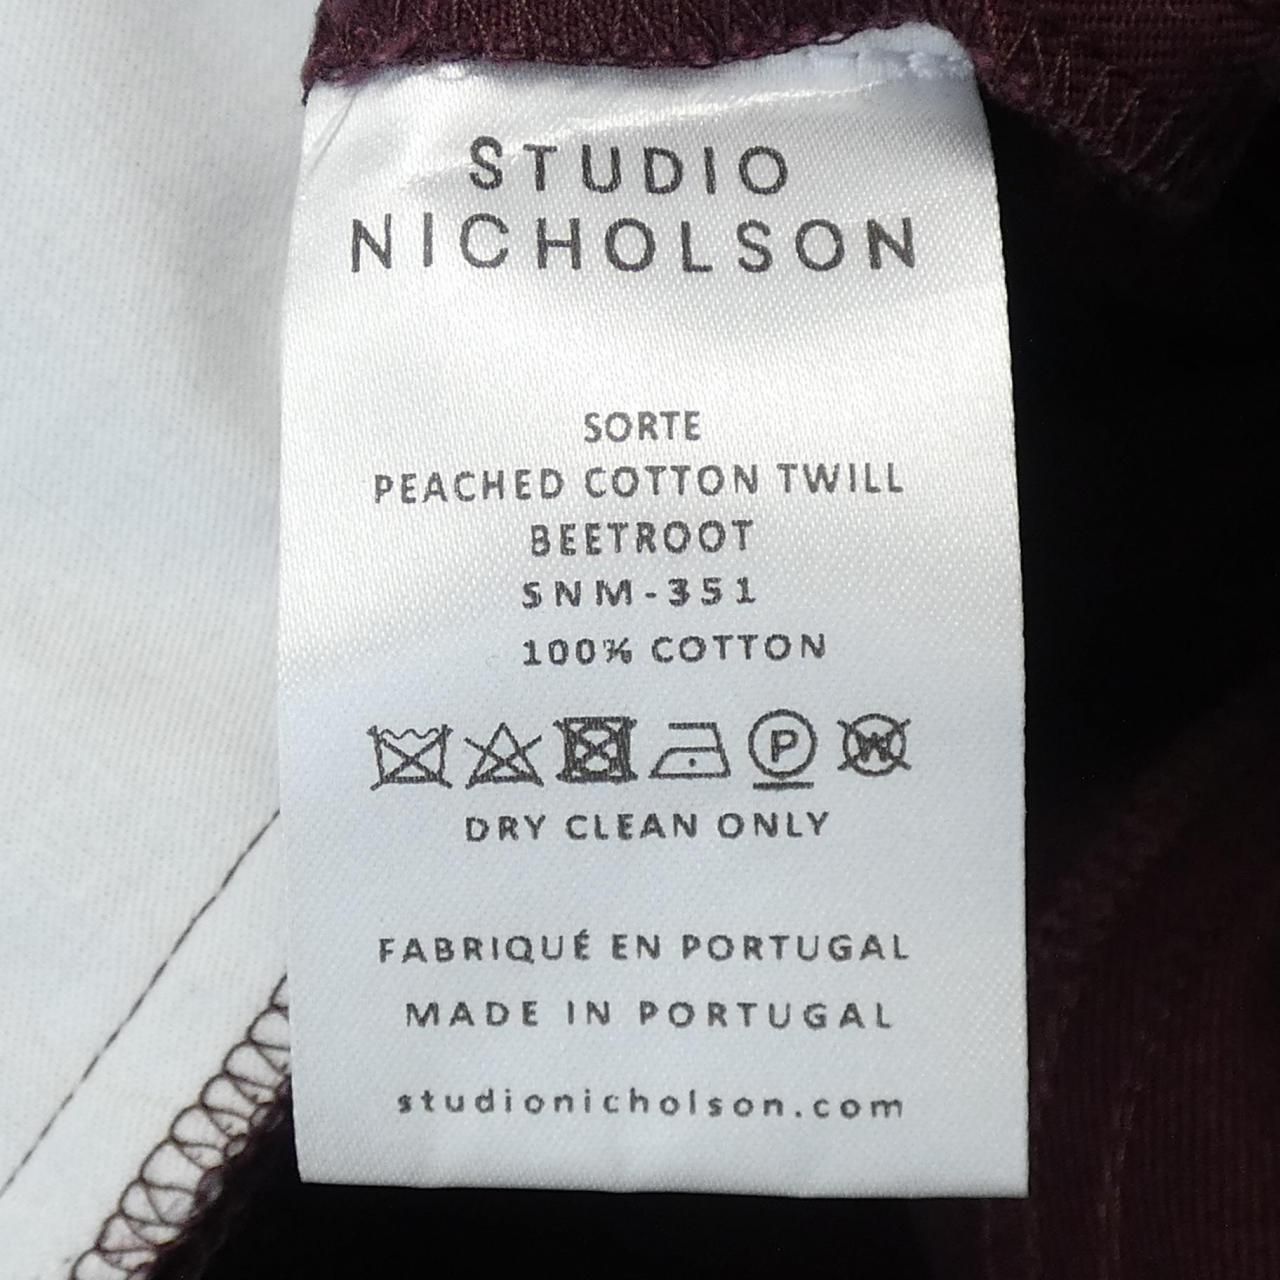 STUDIO
NICHOLSON
SORTE
PEACHED COTTON TWILL
BEETROOT
SNM-351
100% COTTON
P
W
DRY CLEAN ONLY
FABRIQUÉ EN PORTUGAL
MADE IN PORTUGAL
studionicholson.com